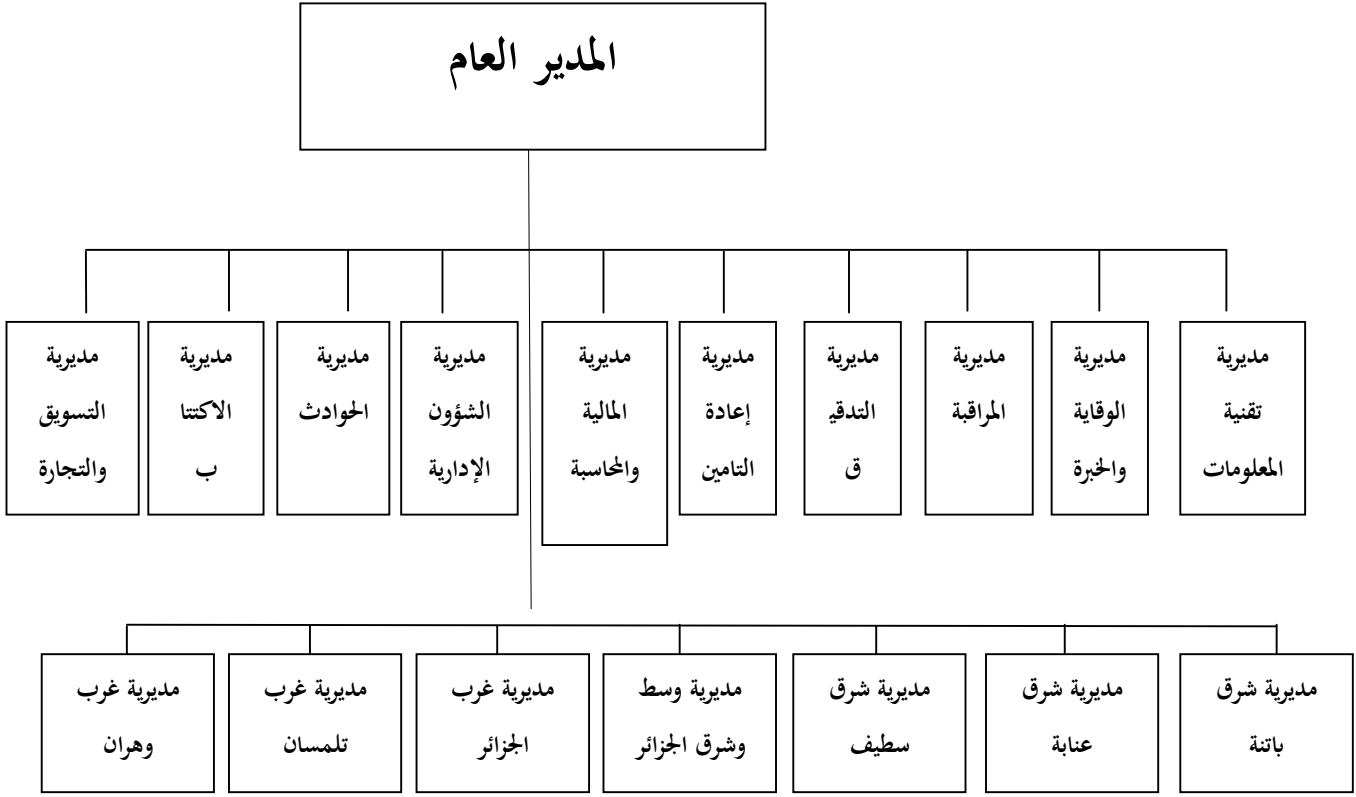 المدير العام
مديرية
تقنية
المعلومات
مديرية
الوقاية
والخبرة
مديرية
المراقبة
مديرية
التدقي
ق
مديرية
إعادة
التامين
مديرية
المالية
والمحاسبة
مديرية
الشؤون
الإدارية
مديرية
الحوادث
مديرية
الاكتتا
ب
مديرية
التسويق
والتجارة
مديرية شرق
باتنة
مديرية شرق
عنابة
مديرية شرق
سطيف
مديرية وسط
وشرق الجزائر
مديرية غرب
الجزائر
مديرية غرب
تلمسان
مديرية غرب
وهران